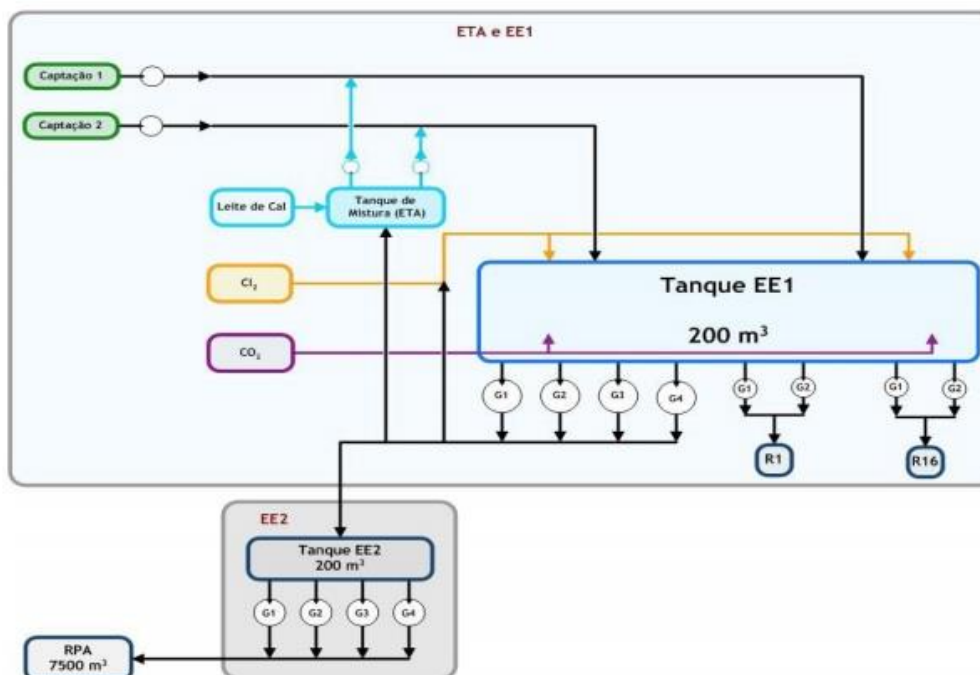 ETA e EE1
Captação 1
Captação 2
Leite de Cal
Tanque de
Mistura (ETA)
Cl₂
Tanque EE1
200 m³
CO₂
G1
G2
G3
G4
G1
G2
G1
G2
R1
R16
EE2
Tanque EE2
200 m³
G1
G2
G3
G4
RPA
7500 m³